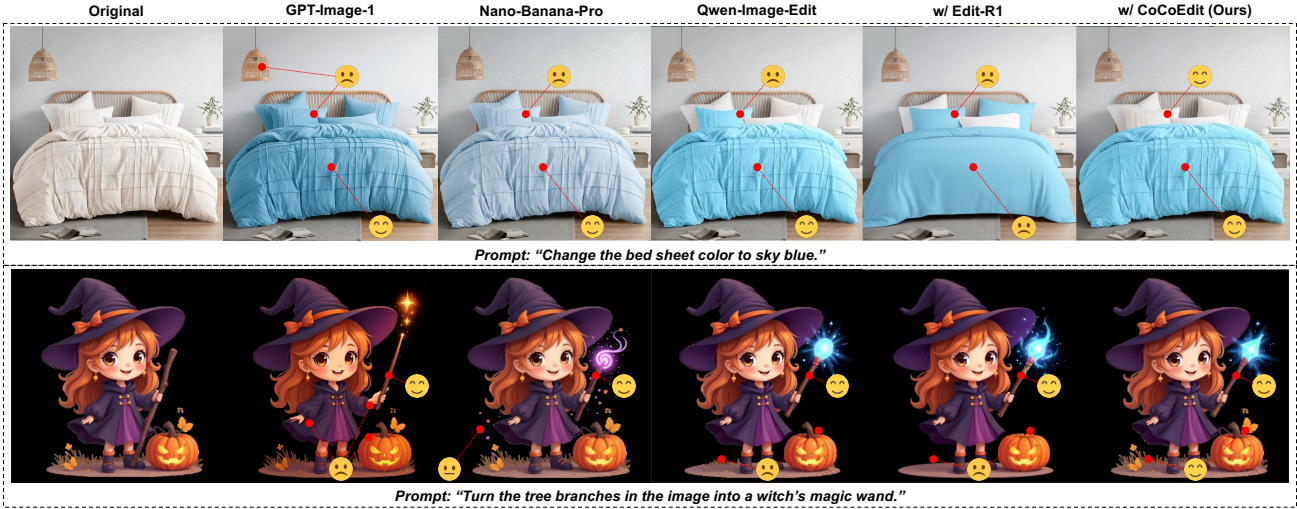 Original GPT-Image-1 Nano-Banana-Pro Qwen-Image-Edit w/ Edit-R1 w/ CoCoEdit (Ours)
Prompt: “Change the bed sheet color to sky blue.”
Prompt: “Turn the tree branches in the image into a witch’s magic wand.”